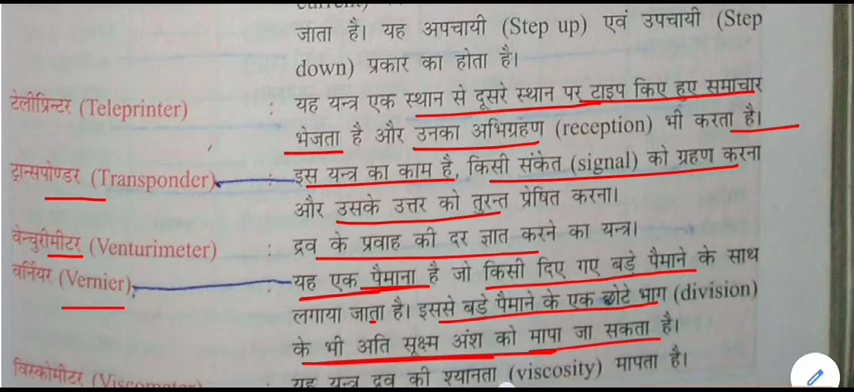 current)
जाता है। यह अपचायी (Step up) एवं उपचायी (Step
down) प्रकार का होता है।
टेलीप्रिन्टर (Teleprinter) : यह यन्त्र एक स्थान से दूसरे स्थान पर टाइप किए हुए समाचार
भेजता है और उनका अभिग्रहण (reception) भी करता है।
ट्रान्सपोण्डर (Transponder) : इस यन्त्र का काम है, किसी संकेत (signal) को ग्रहण करना
और उसके उत्तर को तुरन्त प्रेषित करना।
वेन्चुरीमीटर (Venturimeter) : द्रव के प्रवाह की दर ज्ञात करने का यन्त्र।
वर्नियर (Vernier) : यह एक पैमाना है जो किसी दिए गए बड़े पैमाने के साथ
लगाया जाता है। इससे बडे पैमाने के एक छोटे भाग (division)
के भी अति सूक्ष्म अंश को मापा जा सकता है।
विस्कोमीटर (Viscometer) : यह यन्त्र द्रव की श्यानता (viscosity) मापता है।